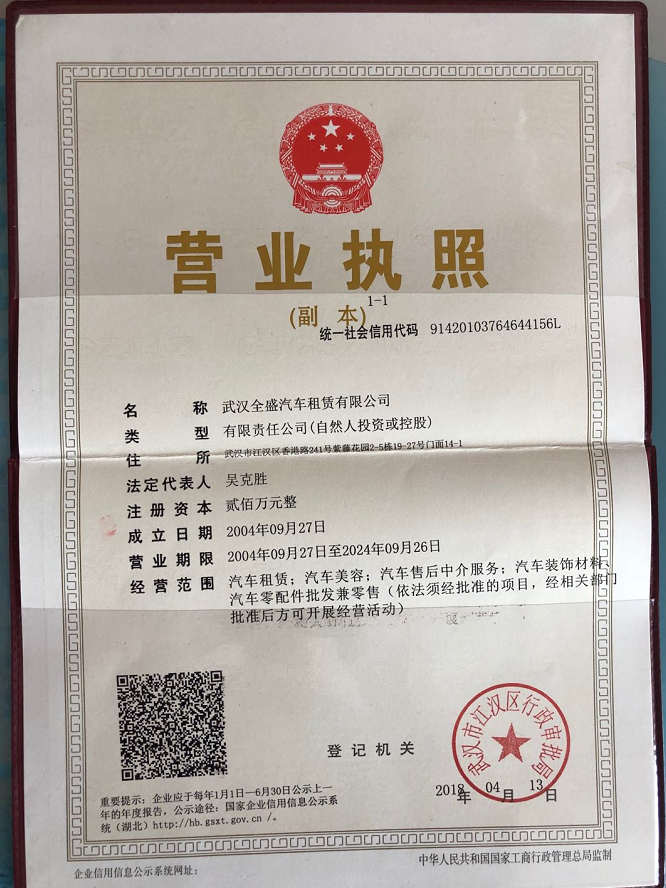 营业执照
(副 本)
1-1
统一社会信用代码 91420103764644156L
名称 武汉全盛汽车租赁有限公司
类型 有限责任公司(自然人投资或控股)
住所 武汉市江汉区香港路241号紫藤花园2-5栋19-27号门面14-1
法定代表人 吴克胜
注册资本 贰佰万元整
成立日期 2004年09月27日
营业期限 2004年09月27日至2024年09月26日
经营范围 汽车租赁；汽车美容；汽车售后中介服务；汽车装饰材料、
汽车零配件批发兼零售（依法须经批准的项目，经相关部门
批准后方可开展经营活动）
武汉市江汉区行政审批局
登记机关
2018年04月13日
重要提示：企业应于每年1月1日—6月30日公示上一
年的年度报告，公示途径：国家企业信用信息公示系
统（湖北）http://hb.gsxt.gov.cn /。
企业信用信息公示系统网址：
中华人民共和国国家工商行政管理总局监制